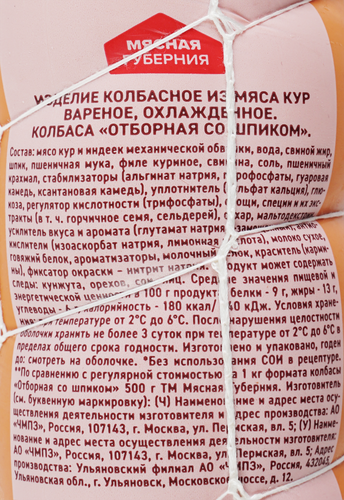 МЯСНАЯ
ГУБЕРНИЯ
ИЗДЕЛИЕ КОЛБАСНОЕ ИЗ МЯСА КУР
ВАРЕНОЕ, ОХЛАЖДЕННОЕ.
КОЛБАСА «ОТБОРНАЯ СО ШПИКОМ».
Состав: мясо кур и индеек механической обвалки, вода, свиной жир,
шпик, пшеничная мука, филе куриное, свинина, соль, пшеничный
крахмал, стабилизаторы (альгинат натрия, пирофосфаты, гуаровая
камедь, ксантановая камедь), уплотнитель (сульфат кальция), глю-
коза, регулятор кислотности (трифосфаты), овощи, специи и их экс-
тракты (в т. ч. горчичное семя, сельдерей), сахар, мальтодекстрин,
усилитель вкуса и аромата (глутамат натрия 1-замещенный), анти-
окислители (изоаскорбат натрия, лимонная кислота), молоко сухое,
говяжий белок, ароматизаторы, молочный белок, краситель (карми-
ны), фиксатор окраски - нитрит натрия. Продукт может содержать
следы: кунжута, орехов, сои, яиц. Средние значения пищевой и
энергетической ценности в 100 г продукта: белки - 9 г, жиры - 13 г,
углеводы - калорийность - 180 ккал/ кДж. Условия хране-
ния: при температуре от 2°С до 6°С. После нарушения целостности
оболочки хранить не более 3 суток при температуре от 2°С до 6°С в
пределах общего срока годности. Изготовлено и упаковано, годен
до: смотреть на оболочке. *Без использования СОИ в рецептуре.
**По сравнению с регулярной стоимостью за 1 кг формата колбасы
«Отборная со шпиком» 500 г ТМ Мясная Губерния. Изготовитель
(см. буквенную маркировку): (Ч) Наименование и адрес места осу-
ществления деятельности изготовителя и адрес производства: АО
«ЧМПЗ», Россия, 107143, г. Москва, ул. Пермская, вл. 5; (У) Наиме-
нование и адрес места осуществления деятельности изготовителя:
АО «ЧМПЗ», Россия, 107143, г. Москва, ул. Пермская, вл. 5; Адрес
производства: Ульяновский филиал АО «ЧМПЗ», Россия, 432045,
Ульяновская обл., г. Ульяновск, Московское шоссе, д. 12.